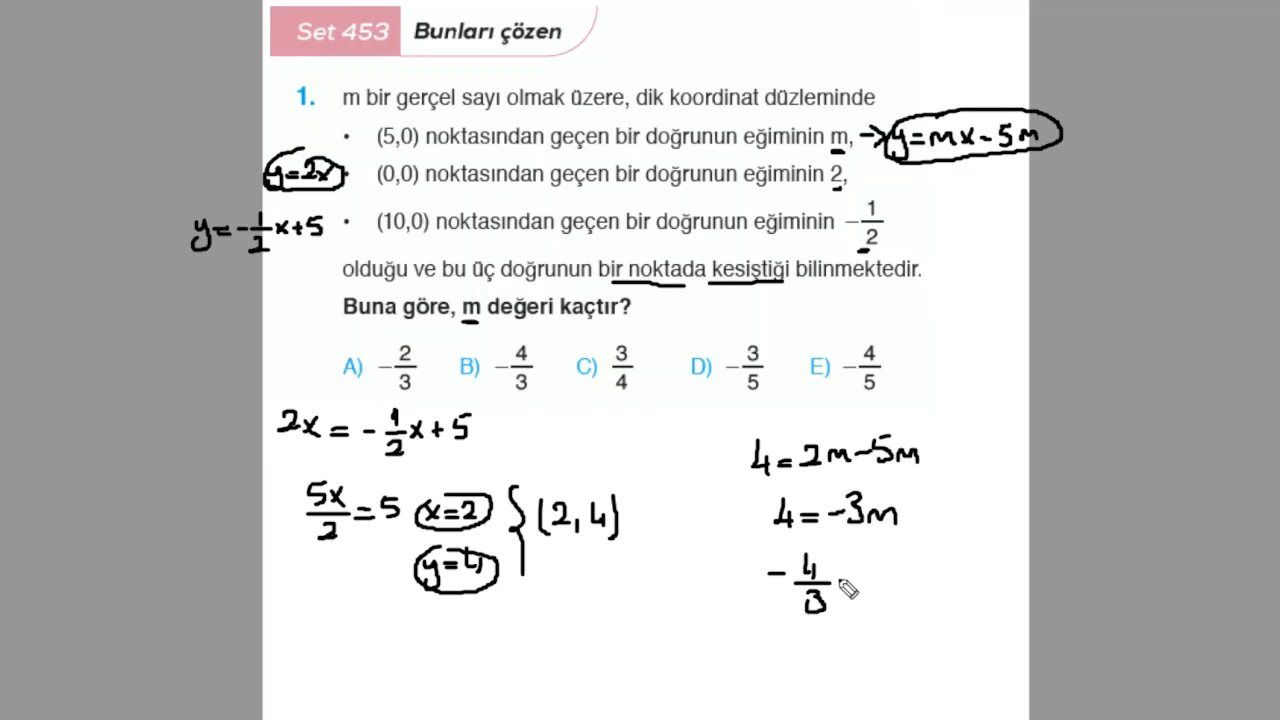 Set 453 Bunları çözen
1. m bir gerçel sayı olmak üzere, dik koordinat düzleminde
• (5,0) noktasından geçen bir doğrunun eğiminin m, → y=mx-5m
y=2x • (0,0) noktasından geçen bir doğrunun eğiminin 2,
y=-1/2x+5 • (10,0) noktasından geçen bir doğrunun eğiminin -1/2
olduğu ve bu üç doğrunun bir noktada kesiştiği bilinmektedir.
Buna göre, m değeri kaçtır?
A) -2/3 B) -4/3 C) 3/4 D) -3/5 E) -4/5
2x = -1/2x+5
5x/2=5 x=2 } (2,4)
y=4
4=2m-5m
4=-3m
-4/3